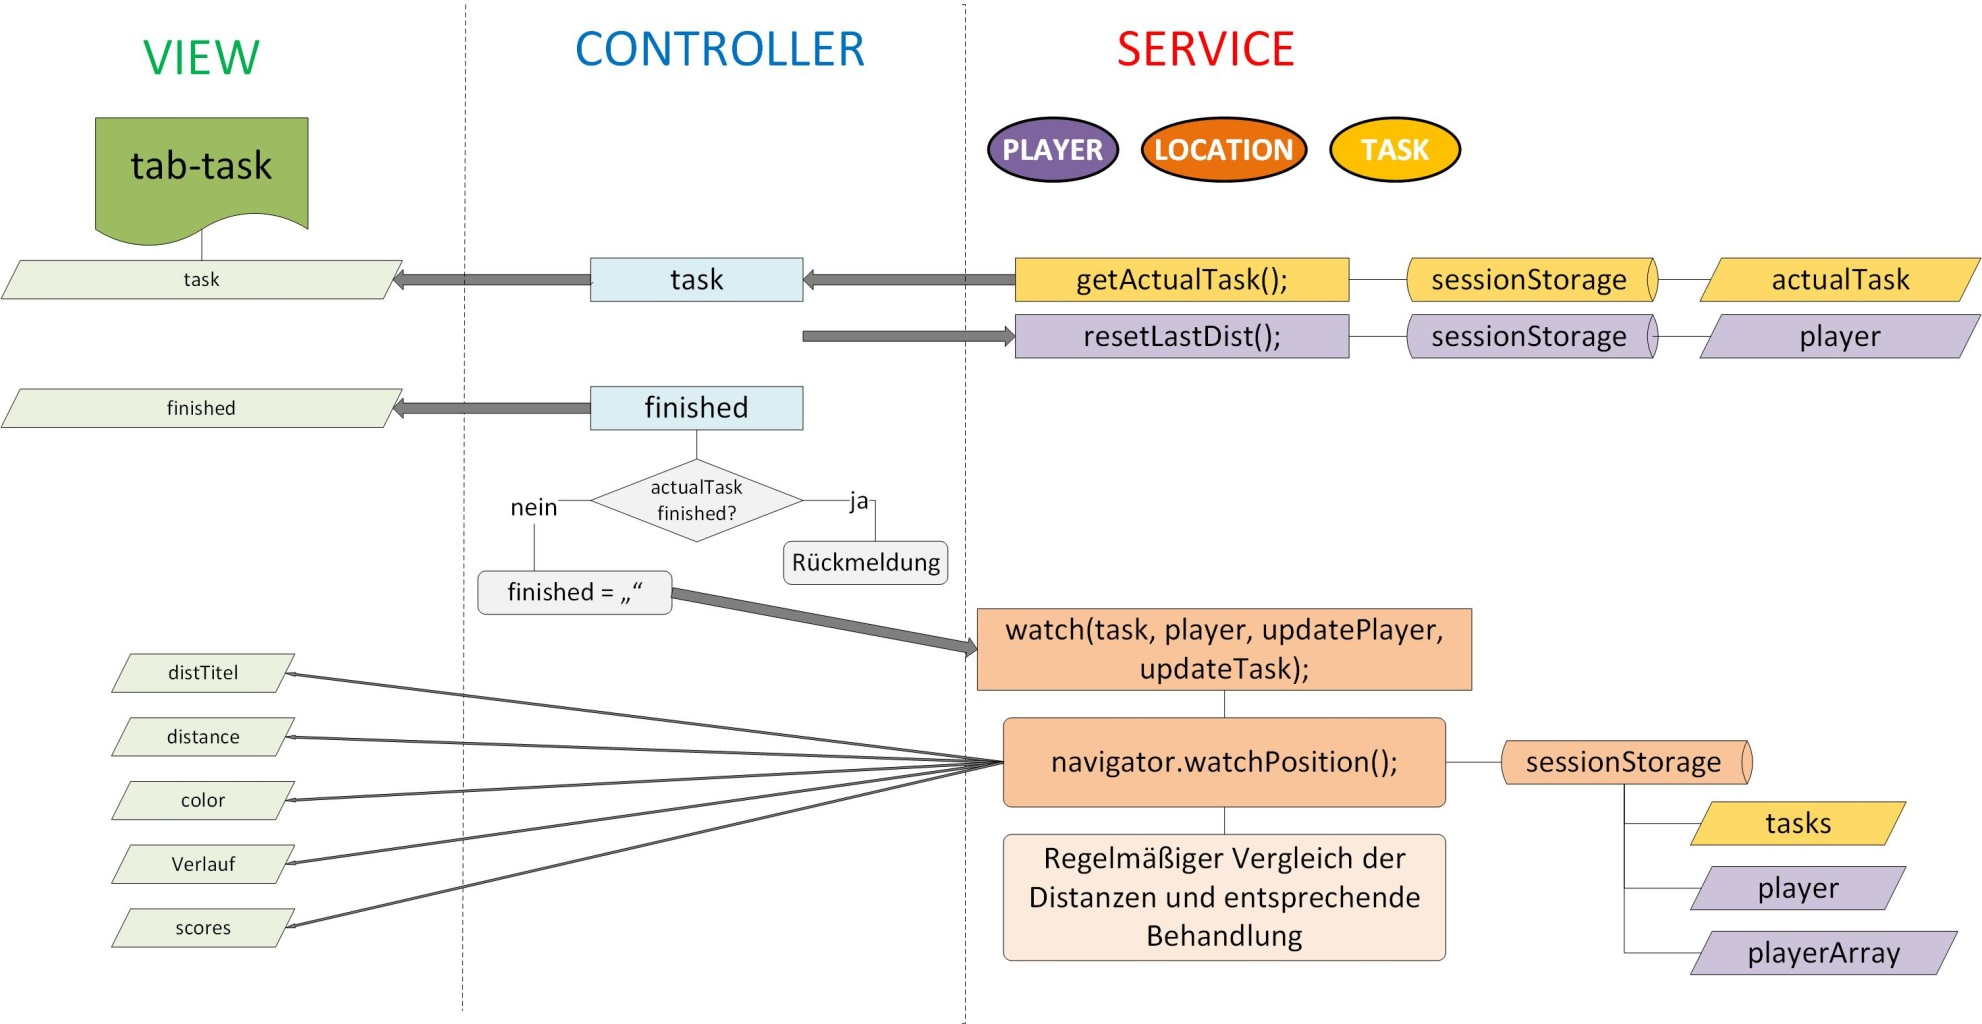 VIEW
CONTROLLER
SERVICE
tab-task
PLAYER
LOCATION
TASK
task
task
getActualTask();
sessionStorage
actualTask
resetLastDist();
sessionStorage
player
finished
finished
actualTask
finished?
nein
ja
Rückmeldung
finished = „“
watch(task, player, updatePlayer,
updateTask);
distTitel
distance
color
Verlauf
scores
navigator.watchPosition();
sessionStorage
tasks
player
playerArray
Regelmäßiger Vergleich der
Distanzen und entsprechende
Behandlung